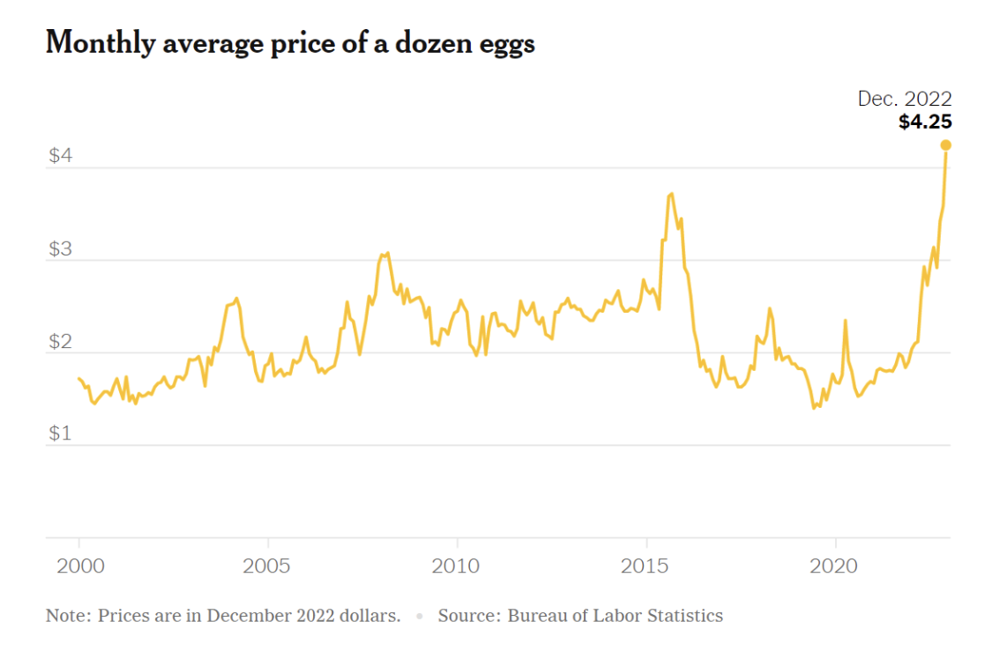 Monthly average price of a dozen eggs
Dec. 2022
$4.25
$4
$3
$2
$1
2000 2005 2010 2015 2020
Note: Prices are in December 2022 dollars. • Source: Bureau of Labor Statistics